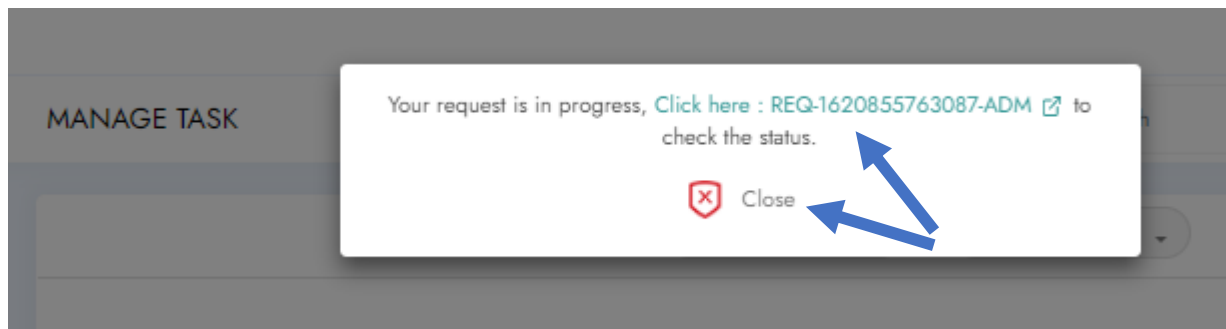 MANAGE TASK
Your request is in progress, Click here : REQ-1620855763087-ADM to
check the status.
Close